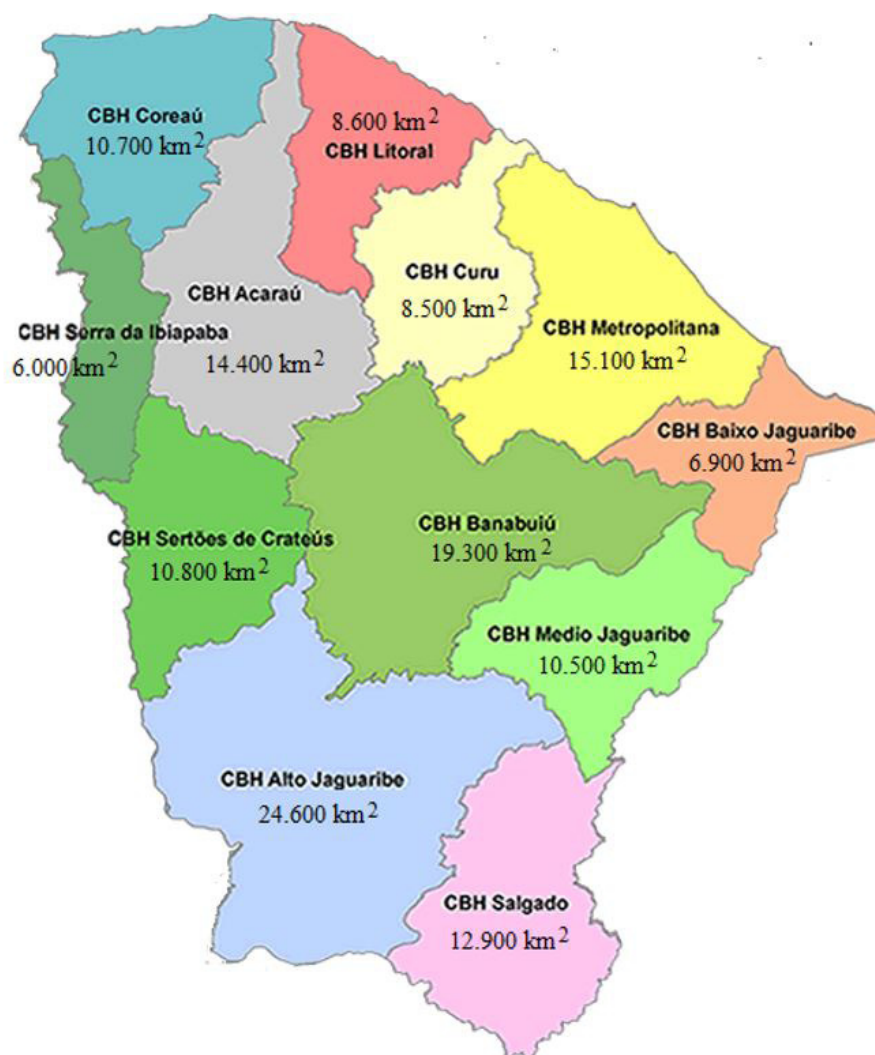 CBH Coreaú
10.700 km²
8.600 km²
CBH Litoral
CBH Curu
8.500 km²
CBH Acaraú
14.400 km²
CBH Serra da Ibiapaba
6.000 km²
CBH Metropolitana
15.100 km²
CBH Baixo Jaguaribe
6.900 km²
CBH Banabuiú
19.300 km²
CBH Sertões de Crateús
10.800 km²
CBH Medio Jaguaribe
10.500 km²
CBH Alto Jaguaribe
24.600 km²
CBH Salgado
12.900 km²